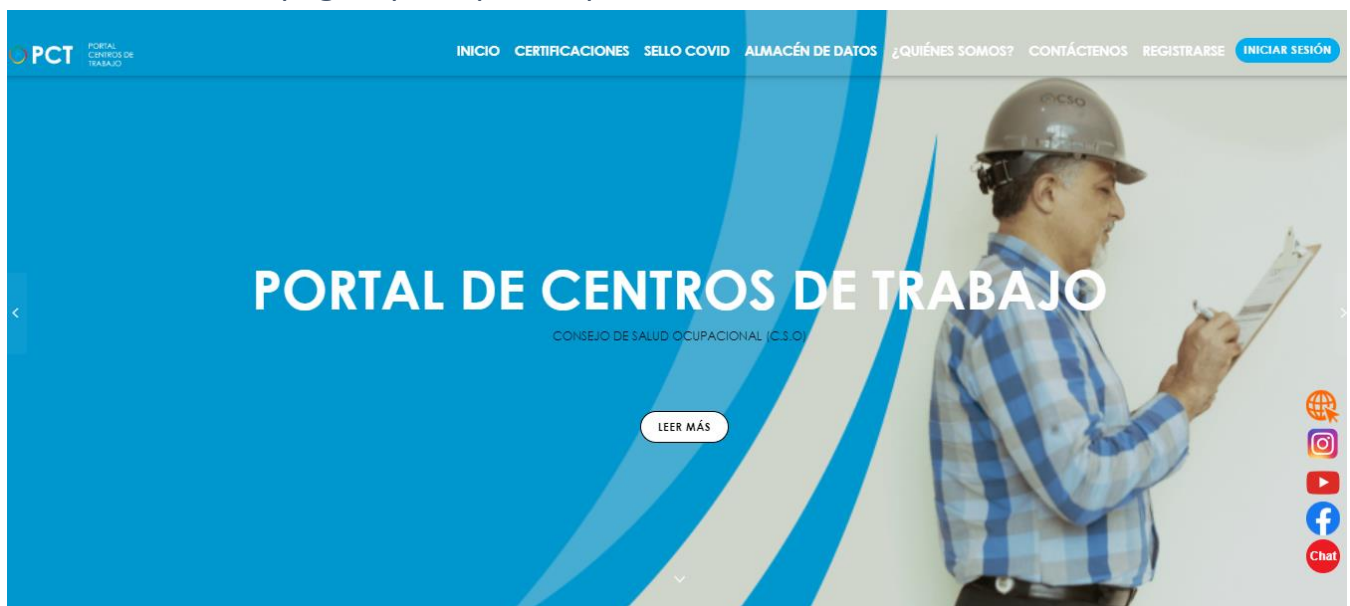 PCT PORTAL
CENTROS DE
TRABAJO
INICIO CERTIFICACIONES SELLO COVID ALMACÉN DE DATOS ¿QUIÉNES SOMOS? CONTÁCTENOS REGISTRARSE INICIAR SESIÓN
CSO
PORTAL DE CENTROS DE TRABAJO
CONSEJO DE SALUD OCUPACIONAL (C.S.O)
LEER MÁS
Chat